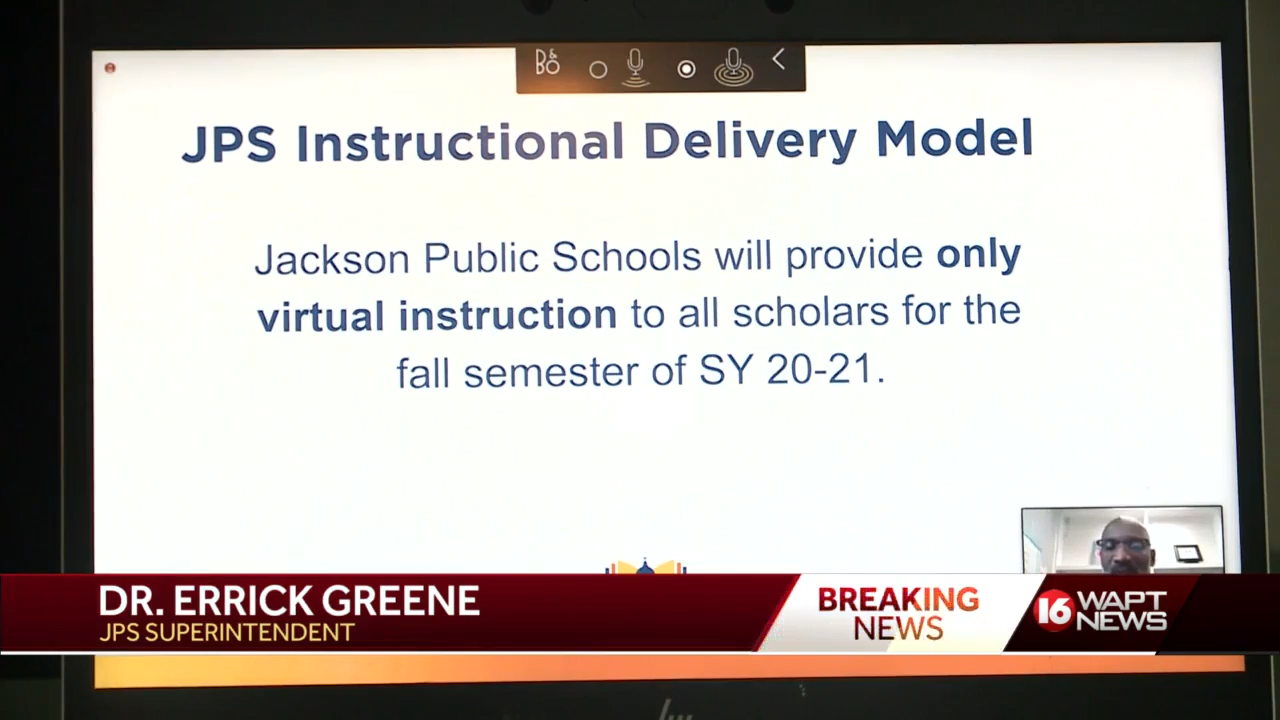 B&O
JPS Instructional Delivery Model
Jackson Public Schools will provide only
virtual instruction to all scholars for the
fall semester of SY 20-21.
DR. ERRICK GREENE
JPS SUPERINTENDENT
BREAKING
NEWS
16 WAPT
NEWS
hp